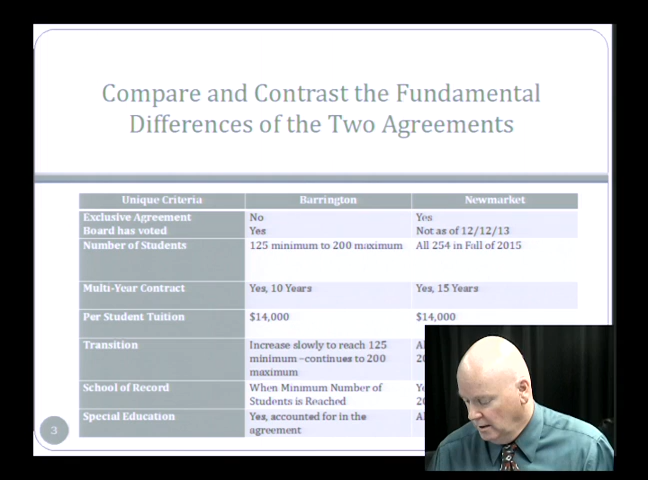 Compare and Contrast the Fundamental
Differences of the Two Agreements
Unique Criteria Barrington Newmarket
Exclusive Agreement No Yes
Board has voted Yes Not as of 12/12/13
Number of Students 125 minimum to 200 maximum All 254 in Fall of 2015
Multi-Year Contract Yes, 10 Years Yes, 15 Years
Per Student Tuition $14,000 $14,000
Transition Increase slowly to reach 125
minimum –continues to 200
maximum
School of Record When Minimum Number of
Students is Reached
Special Education Yes, accounted for in the
agreement
3